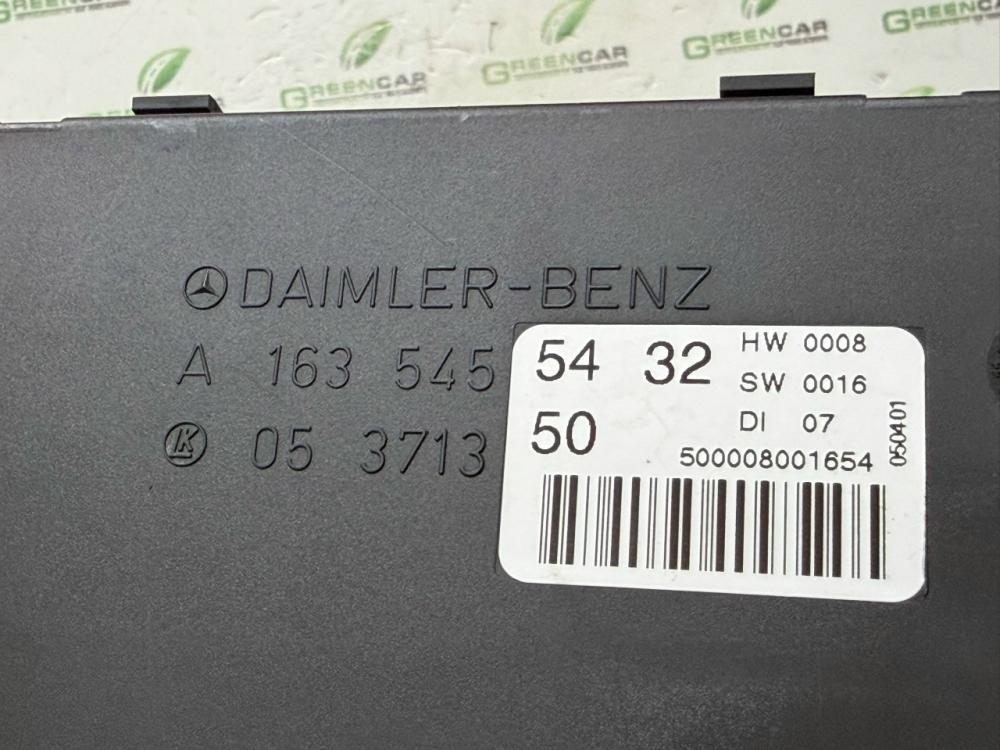 GREENCAR
GREENCAR
GREENCAR
GREENCAR
GREENCAR
DAIMLER-BENZ
A 163 545 54 32
LK 05 3713 50
HW 0008
SW 0016
DI 07
500008001654
050401